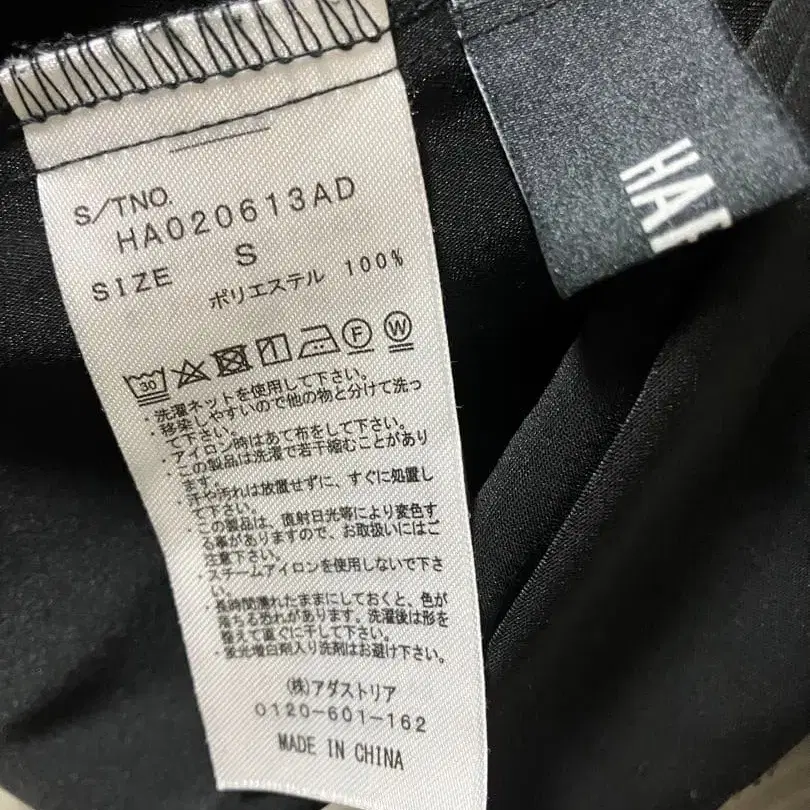 S/TNO.
HA020613AD
SIZE S
ポリエステル 100%
30
F
W
・洗濯ネットを使用して下さい。
・移染しやすいので他の物と分けて洗っ
て下さい。
・アイロン時はあて布をして下さい。
・この製品は洗濯で若干縮むことがあり
ます。
・汗や汚れは放置せずに、すぐに処置し
て下さい。
・この製品は、直射日光等により変色す
る事がありますので、お取扱いにはご
注意下さい。
・スチームアイロンを使用しないで下さ
い。
・長時間濡れたままにしておくと、色が
落ちる恐れがあります。洗濯後は形を
整えて直ぐに干して下さい。
・蛍光増白剤入り洗剤はお避け下さい。
(株)アダストリア
0120-601-162
MADE IN CHINA